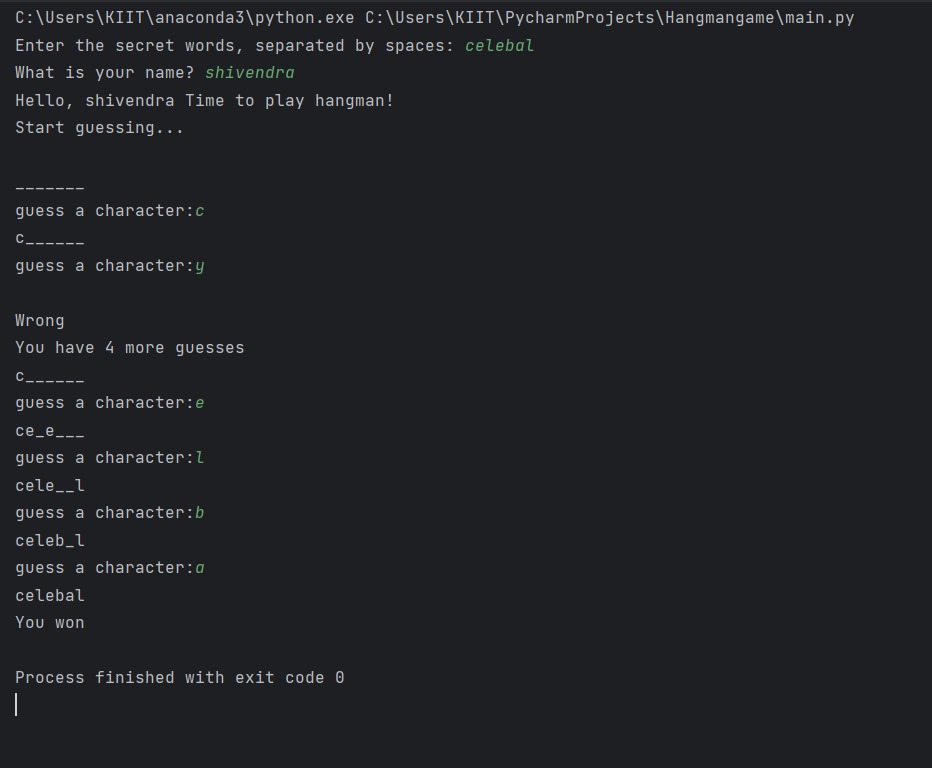 C:\Users\KIIT\anaconda3\python.exe C:\Users\KIIT\PycharmProjects\Hangmangame\main.py
Enter the secret words, separated by spaces: celebal
What is your name? shivendra
Hello, shivendra Time to play hangman!
Start guessing...
_______
guess a character:c
c______
guess a character:y
Wrong
You have 4 more guesses
c______
guess a character:e
ce_e___
guess a character:l
cele__l
guess a character:b
celeb_l
guess a character:a
celebal
You won
Process finished with exit code 0